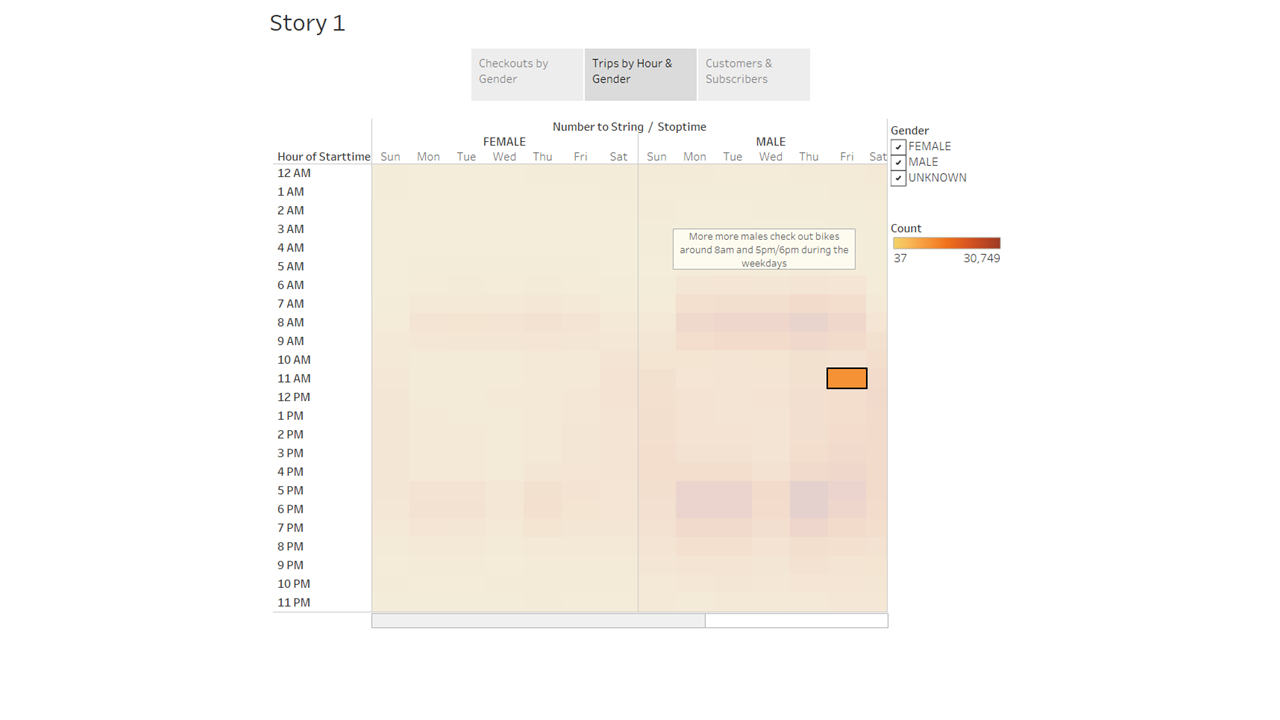 Story 1
Checkouts by
Gender
Trips by Hour &
Gender
Customers &
Subscribers
Number to String / Stoptime
FEMALE MALE
Hour of Starttime Sun Mon Tue Wed Thu Fri Sat Sun Mon Tue Wed Thu Fri Sat
12 AM
1 AM
2 AM
3 AM
4 AM
5 AM
6 AM
7 AM
8 AM
9 AM
10 AM
11 AM
12 PM
1 PM
2 PM
3 PM
4 PM
5 PM
6 PM
7 PM
8 PM
9 PM
10 PM
11 PM
More more males check out bikes
around 8am and 5pm/6pm during the
weekdays
Gender
FEMALE
MALE
UNKNOWN
Count
37 30,749